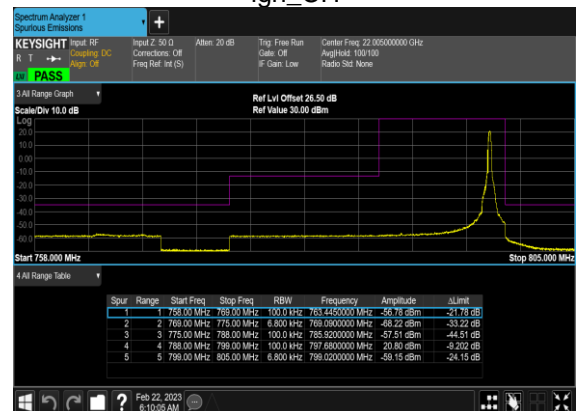 Spectrum Analyzer 1
Spurious Emissions
KEYSIGHT Input: RF
R T Coupling: DC
Align: Off
Input Z: 50 Ω
Corrections: Off
Freq Ref: Int (S)
Atten: 20 dB
Trig: Free Run
Gate: Off
IF Gain: Low
Center Freq: 22.005000000 GHz
Avg|Hold: 100/100
Radio Std: None
PASS
3 All Range Graph
Scale/Div 10.0 dB
Ref Lvl Offset 26.50 dB
Ref Value 30.00 dBm
Log
20.0
10.0
0.00
-10.0
-20.0
-30.0
-40.0
-50.0
-60.0
Start 758.000 MHz
Stop 805.000 MHz
4 All Range Table
Spur Range Start Freq Stop Freq RBW Frequency Amplitude ΔLimit
1 1 758.00 MHz 769.00 MHz 100.0 kHz 763.4450000 MHz -56.78 dBm -21.78 dB
2 2 769.00 MHz 775.00 MHz 6.800 kHz 769.0900000 MHz -68.22 dBm -33.22 dB
3 3 775.00 MHz 788.00 MHz 100.0 kHz 785.9200000 MHz -57.51 dBm -44.51 dB
4 4 788.00 MHz 799.00 MHz 100.0 kHz 797.6800000 MHz 20.80 dBm -9.202 dB
5 5 799.00 MHz 805.00 MHz 6.800 kHz 799.0200000 MHz -59.15 dBm -24.15 dB
Feb 22, 2023
6:10:05 AM